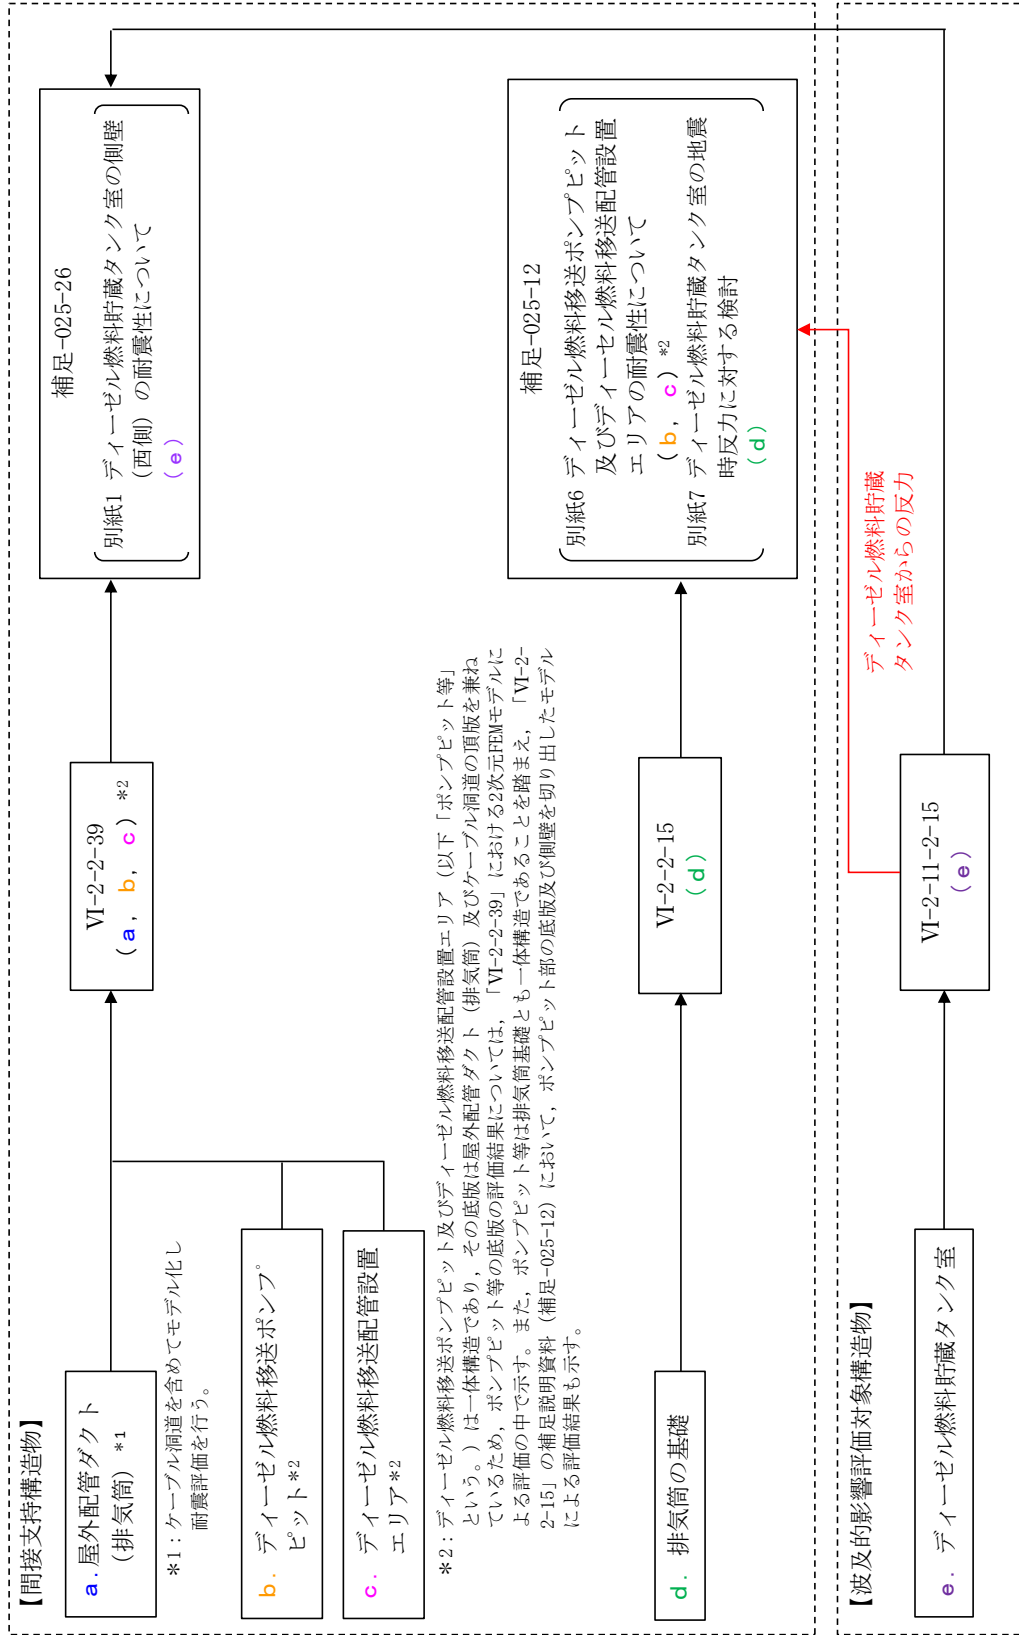 【間接支持構造物】
a. 屋外配管ダクト
(排気筒) *1
*1：ケーブル洞道を含めてモデル化し
耐震評価を行う。
b. ディーゼル燃料移送ポンプ
ピット*2
c. ディーゼル燃料移送配管設置
エリア*2
VI-2-2-39
(a, b, c) *2
補足-025-26
別紙1 ディーゼル燃料貯蔵タンク室の側壁
(西側) の耐震性について
(e)
*2：ディーゼル燃料移送ポンプピット及びディーゼル燃料移送配管設置エリア（以下「ポンプピット等」
という。）は一体構造であり，その底版は屋外配管ダクト（排気筒）及びケーブル洞道の頂版を兼ね
ているため，ポンプピット等の底版の評価結果については，「VI-2-2-39」における2次元FEMモデルに
よる評価の中で示す。また，ポンプピット等は排気筒基礎とも一体構造であることを踏まえ，「VI-2-
2-15」の補足説明資料（補足-025-12）において，ポンプピット部の底版及び側壁を切り出したモデル
による評価結果も示す。
d. 排気筒の基礎
VI-2-2-15
(d)
補足-025-12
別紙6 ディーゼル燃料移送ポンプピット
及びディーセル燃料移送配管設置
エリアの耐震性について
(b, c) *2
別紙7 ディーゼル燃料貯蔵タンク室の地震
時反力に対する検討
(d)
ディーゼル燃料貯蔵
タンク室からの反力
【波及的影響評価対象構造物】
e. ディーゼル燃料貯蔵タンク室
VI-2-11-2-15
(e)